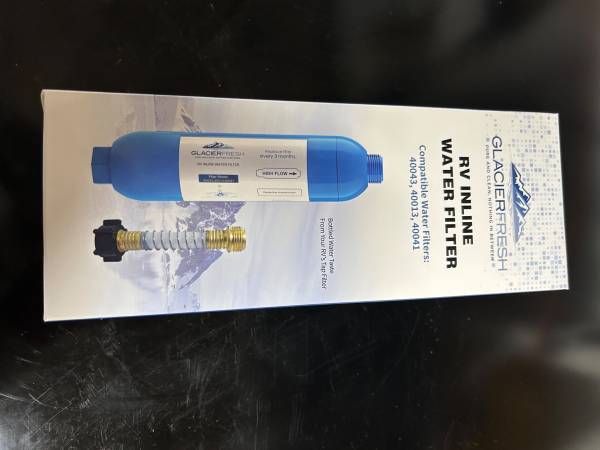 GLACIERFRESH
® PURE AND CLEAN, NOTHING IN BETWEEN ®
RV INLINE
WATER FILTER
Compatible Water Filters:
40043, 40013, 40041
GLACIERFRESH
RV INLINE WATER FILTER
Replace filter
every 3 months.
HIGH FLOW
Bottled Water Taste
From Your RV's Tap Filter